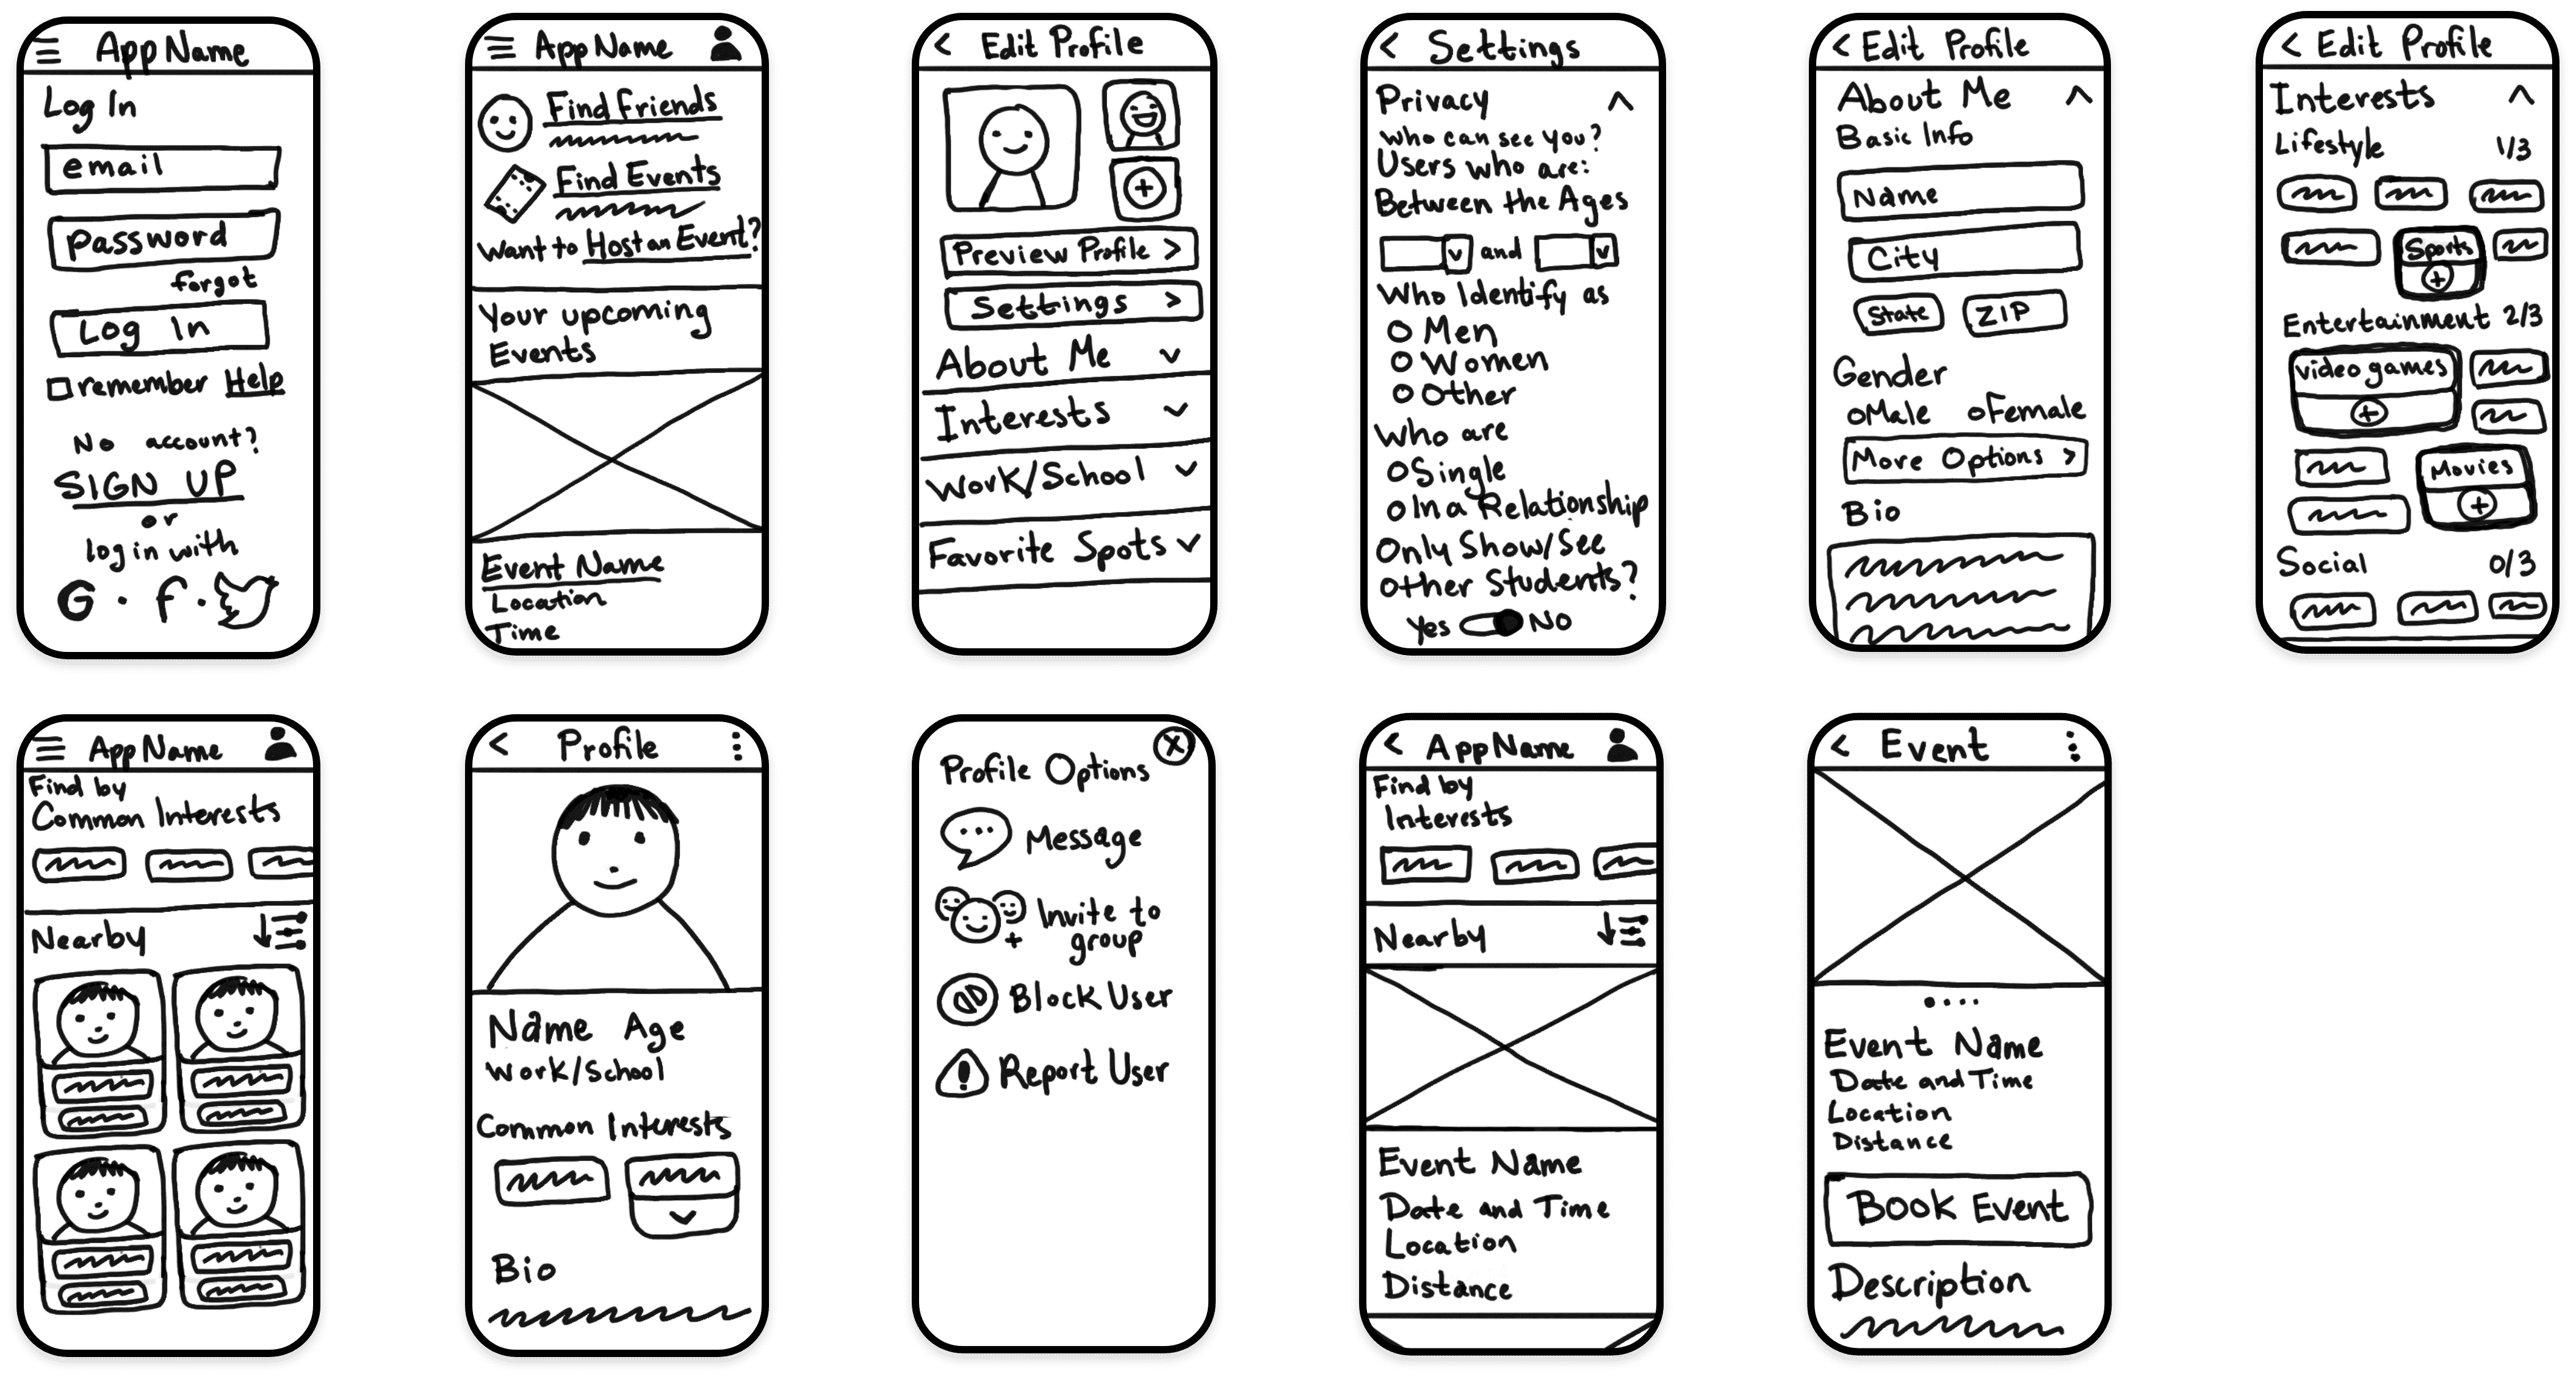 App Name
Log In
email
password
forgot
Log In
remember Help
No account?
SIGN UP
or
log in with
G · f ·
App Name
Find Friends
Find Events
Want to Host an Event?
Your upcoming
Events
Event Name
Location
Time
< Edit Profile
Preview Profile >
Settings >
About Me
Interests
Work/School
Favorite Spots
< Settings
Privacy
Who can see you?
Users who are:
Between the Ages
and
Who Identify as
Men
Women
Other
Who are
Single
In a Relationship
Only Show/See
other Students?
Yes No
< Edit Profile
About Me
Basic Info
Name
City
State ZIP
Gender
Male Female
More Options >
Bio
< Edit Profile
Interests
Lifestyle 1/3
Sports
+
Entertainment 2/3
video games
+
Movies
+
Social 0/3
App Name
Find by
Common Interests
Nearby
< Profile
Name Age
Work/School
Common Interests
Bio
Profile Options
Message
Invite to
group
Block User
Report User
< App Name
Find by
Interests
Nearby
Event Name
Date and Time
Location
Distance
< Event
Event Name
Date and Time
Location
Distance
Book Event
Description